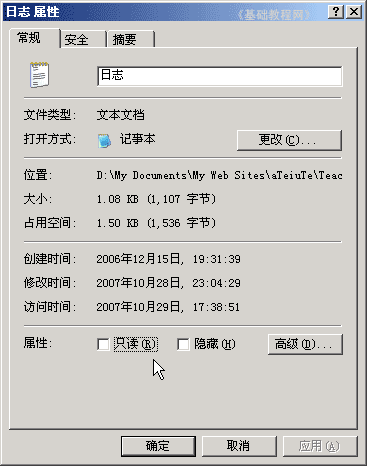 日志 属性
《基础教程网》
常规 安全 摘要
日志
文件类型: 文本文档
打开方式: 记事本 更改(C)...
位置: D:\My Documents\My Web Sites\aTeiuTe\Teac
大小: 1.08 KB (1,107 字节)
占用空间: 1.50 KB (1,536 字节)
创建时间: 2006年12月15日, 19:31:39
修改时间: 2007年10月28日, 23:04:29
访问时间: 2007年10月29日, 17:38:51
属性: 只读(R) 隐藏(H) 高级(D)...
确定 取消 应用(A)